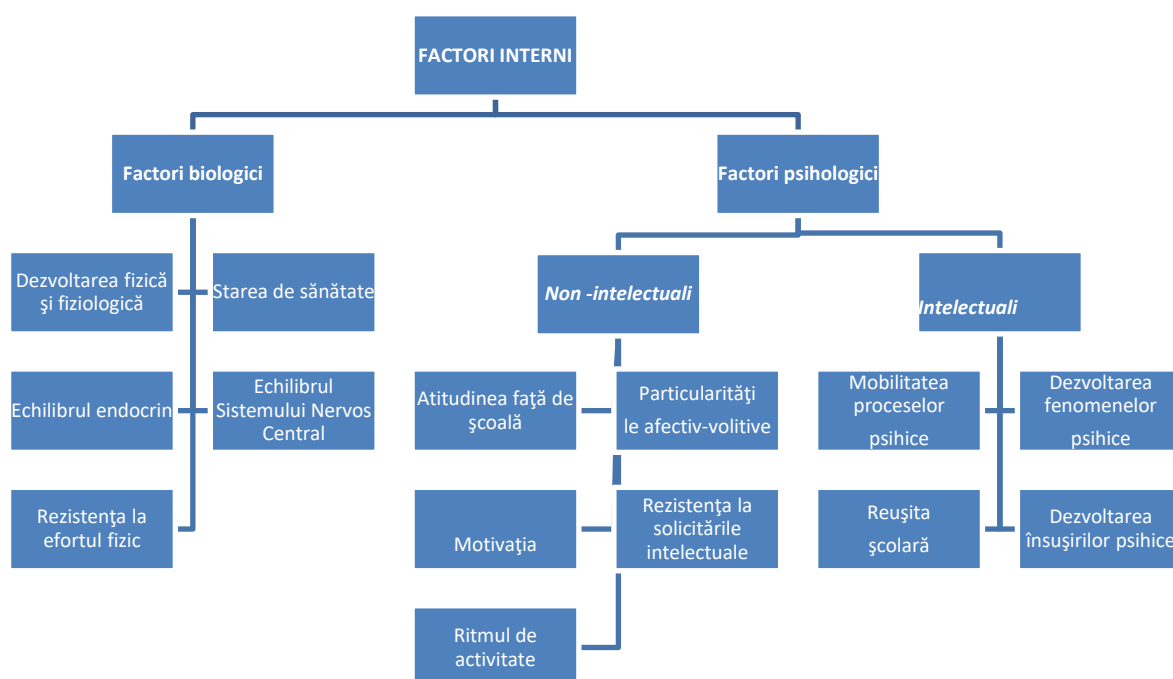 FACTORI INTERNI
Factori biologici
Factori psihologici
Dezvoltarea fizică
şi fiziologică
Starea de sănătate
Non -intelectuali
Intelectuali
Echilibrul endocrin
Echilibrul
Sistemului Nervos
Central
Atitudinea faţă de
şcoală
Particularităţi
le afectiv-volitive
Mobilitatea
proceselor
psihice
Dezvoltarea
fenomenelor
psihice
Rezistenţa la
efortul fizic
Motivaţia
Rezistenţa la
solicitările
intelectuale
Reuşita
şcolară
Dezvoltarea
însuşirilor psihice
Ritmul de
activitate